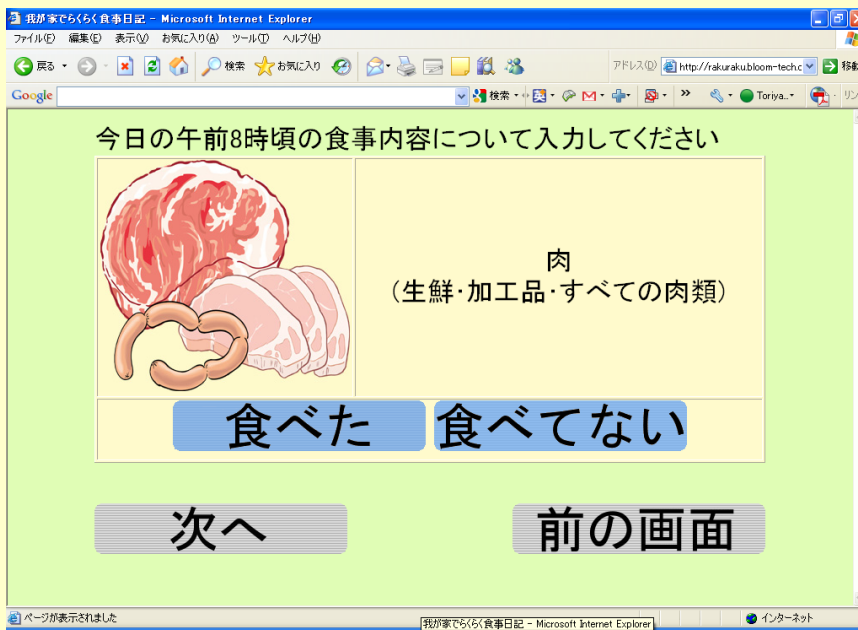 我が家でらくらく食事日記 - Microsoft Internet Explorer
ファイル(F) 編集(E) 表示(V) お気に入り(A) ツール(T) ヘルプ(H)
戻る 検索 お気に入り アドレス(D) http://rakuraku.bloom-tech.c 移動
Google 検索 英 Toriya...
今日の午前8時頃の食事内容について入力してください
肉
(生鮮・加工品・すべての肉類)
食べた 食べてない
次へ 前の画面
ページが表示されました インターネット
我が家でらくらく食事日記 - Microsoft Internet Explorer